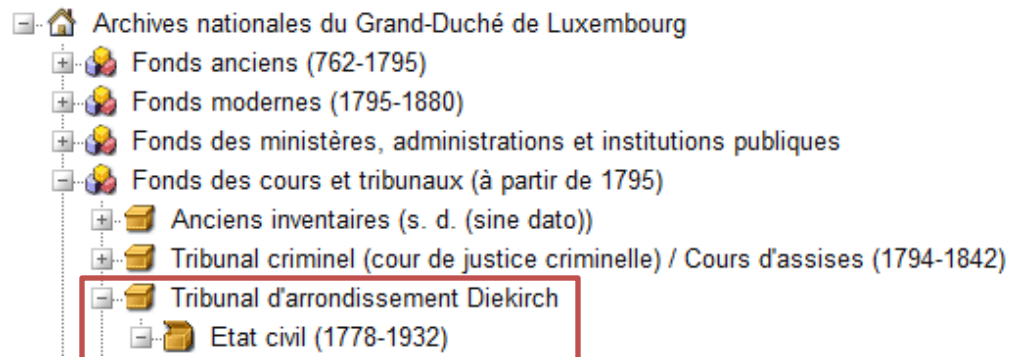 Archives nationales du Grand-Duché de Luxembourg
Fonds anciens (762-1795)
Fonds modernes (1795-1880)
Fonds des ministères, administrations et institutions publiques
Fonds des cours et tribunaux (à partir de 1795)
Anciens inventaires (s. d. (sine dato))
Tribunal criminel (cour de justice criminelle) / Cours d'assises (1794-1842)
Tribunal d'arrondissement Diekirch
Etat civil (1778-1932)